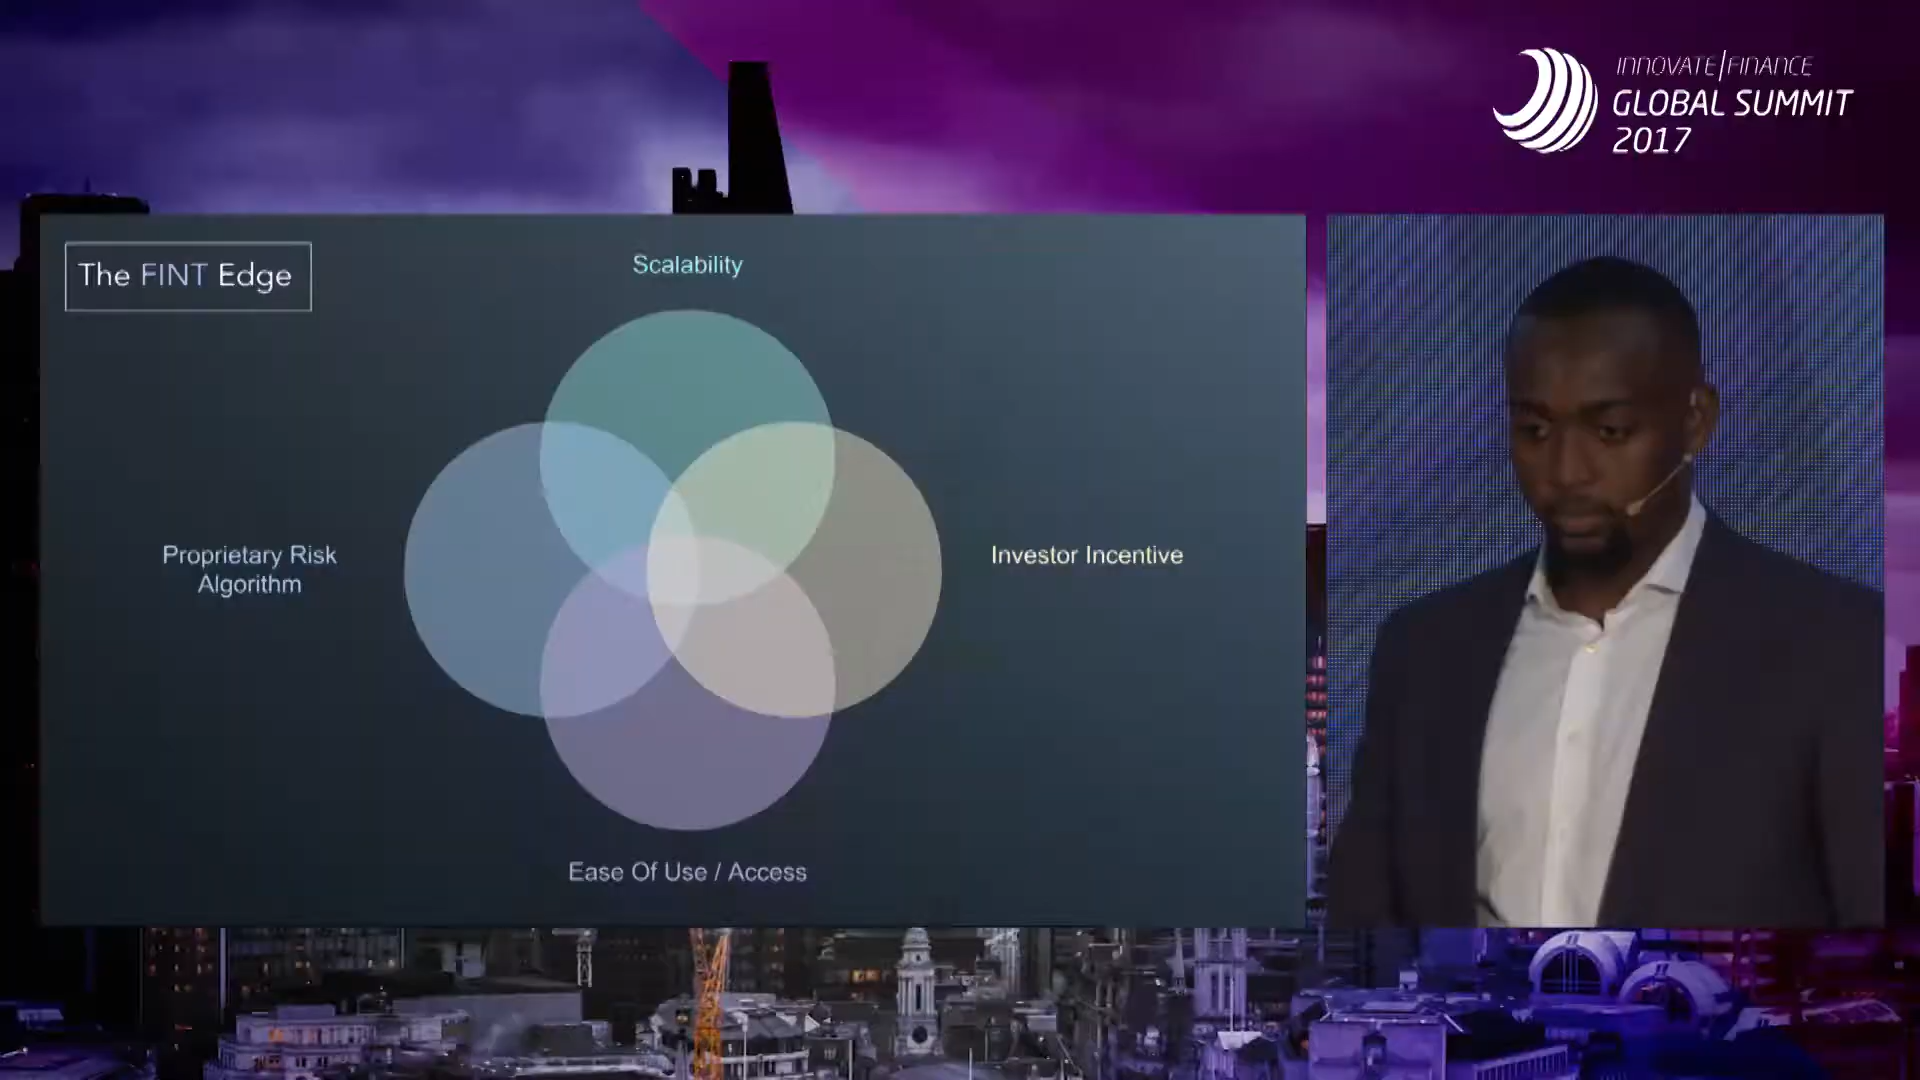 INNOVATE|FINANCE
GLOBAL SUMMIT
2017
The FINT Edge
Scalability
Proprietary Risk
Algorithm
Investor Incentive
Ease Of Use / Access